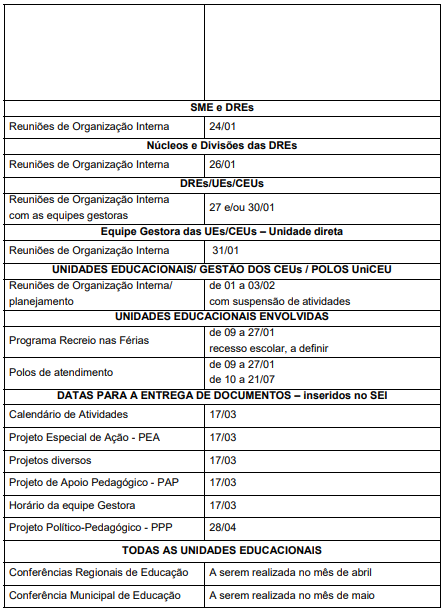 SME e DREs
Reuniões de Organização Interna 24/01
Núcleos e Divisões das DREs
Reuniões de Organização Interna 26/01
DREs/UEs/CEUs
Reuniões de Organização Interna
com as equipes gestoras
27 e/ou 30/01
Equipe Gestora das UEs/CEUs – Unidade direta
Reuniões de Organização Interna 31/01
UNIDADES EDUCACIONAIS/ GESTÃO DOS CEUs / POLOS UniCEU
Reuniões de Organização Interna/
planejamento
de 01 a 03/02
com suspensão de atividades
UNIDADES EDUCACIONAIS ENVOLVIDAS
Programa Recreio nas Férias
de 09 a 27/01
recesso escolar, a definir
Polos de atendimento
de 09 a 27/01
de 10 a 21/07
DATAS PARA A ENTREGA DE DOCUMENTOS – inseridos no SEI
Calendário de Atividades 17/03
Projeto Especial de Ação - PEA 17/03
Projetos diversos 17/03
Projeto de Apoio Pedagógico - PAP 17/03
Horário da equipe Gestora 17/03
Projeto Político-Pedagógico - PPP 28/04
TODAS AS UNIDADES EDUCACIONAIS
Conferências Regionais de Educação A serem realizada no mês de abril
Conferência Municipal de Educação A serem realizada no mês de maio